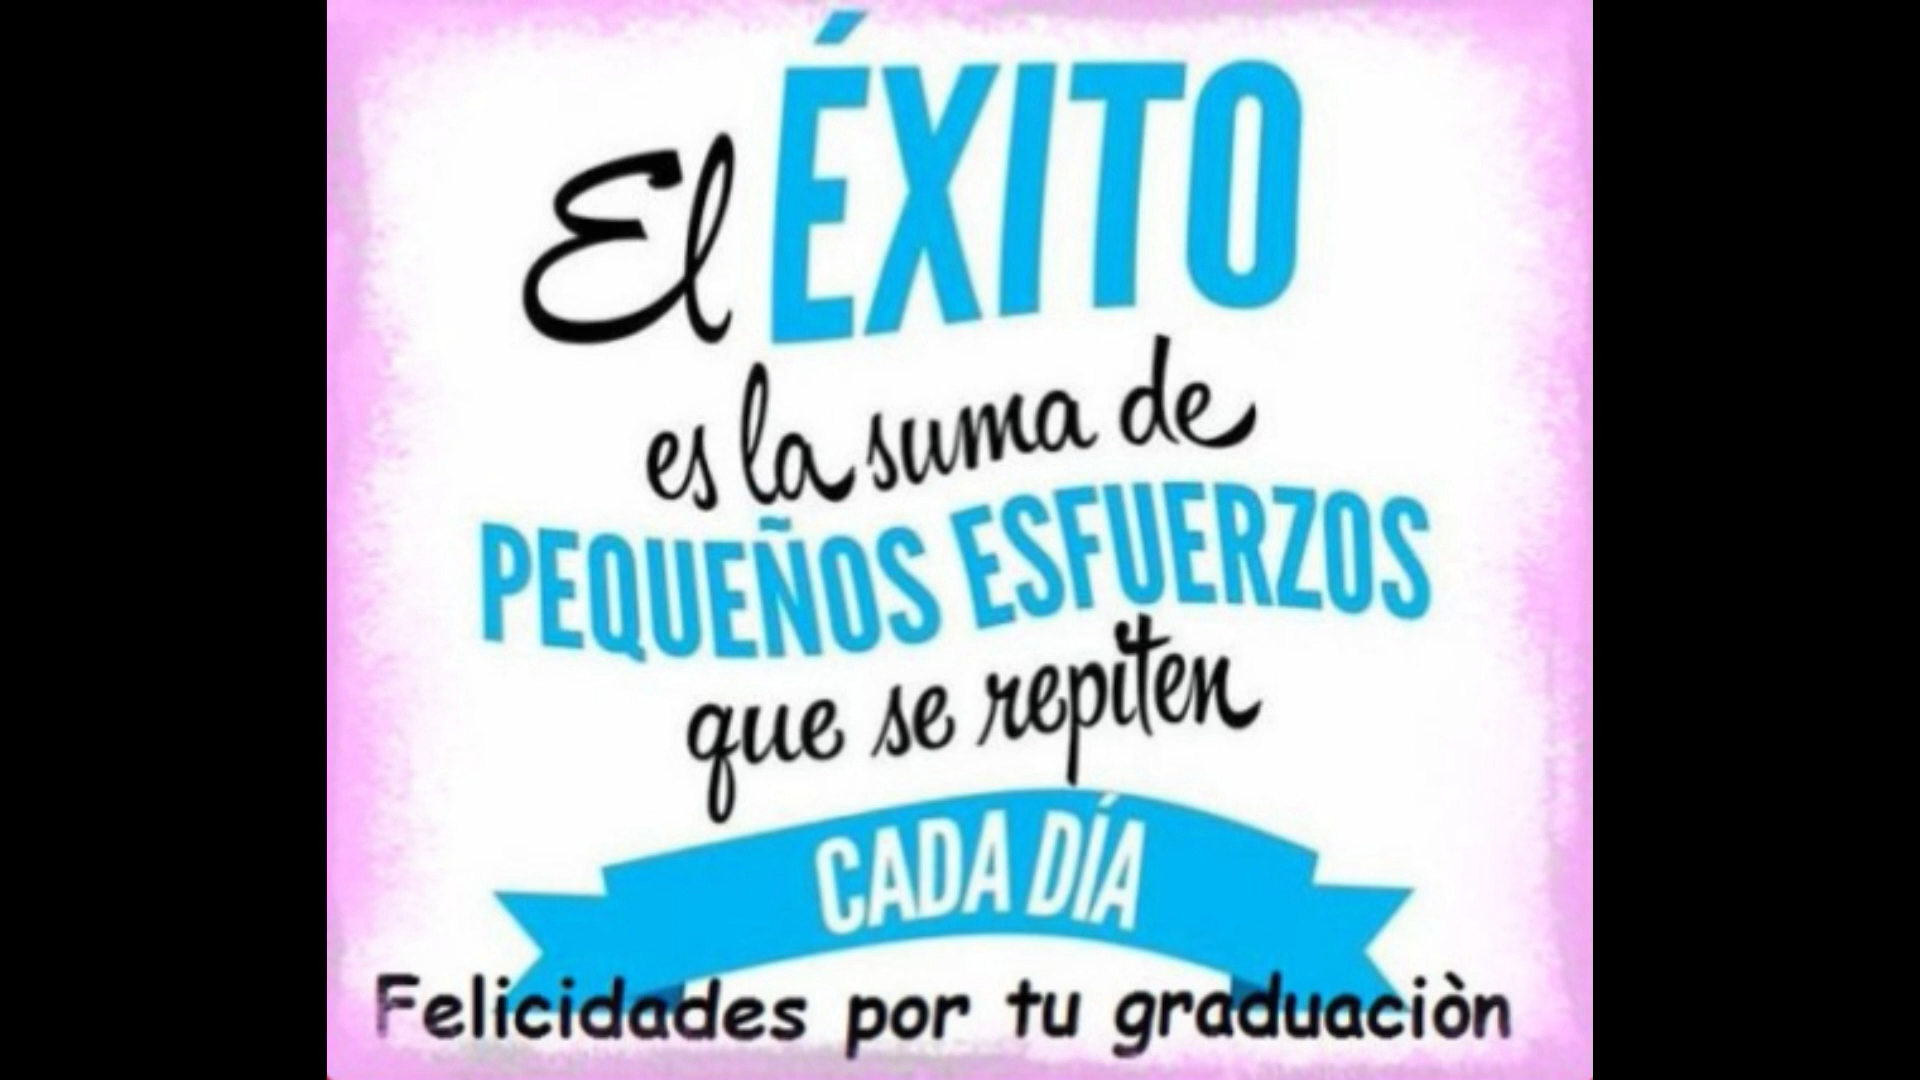 El ÉXITO
es la suma de
PEQUEÑOS ESFUERZOS
que se repiten
CADA DÍA
Felicidades por tu graduaciòn